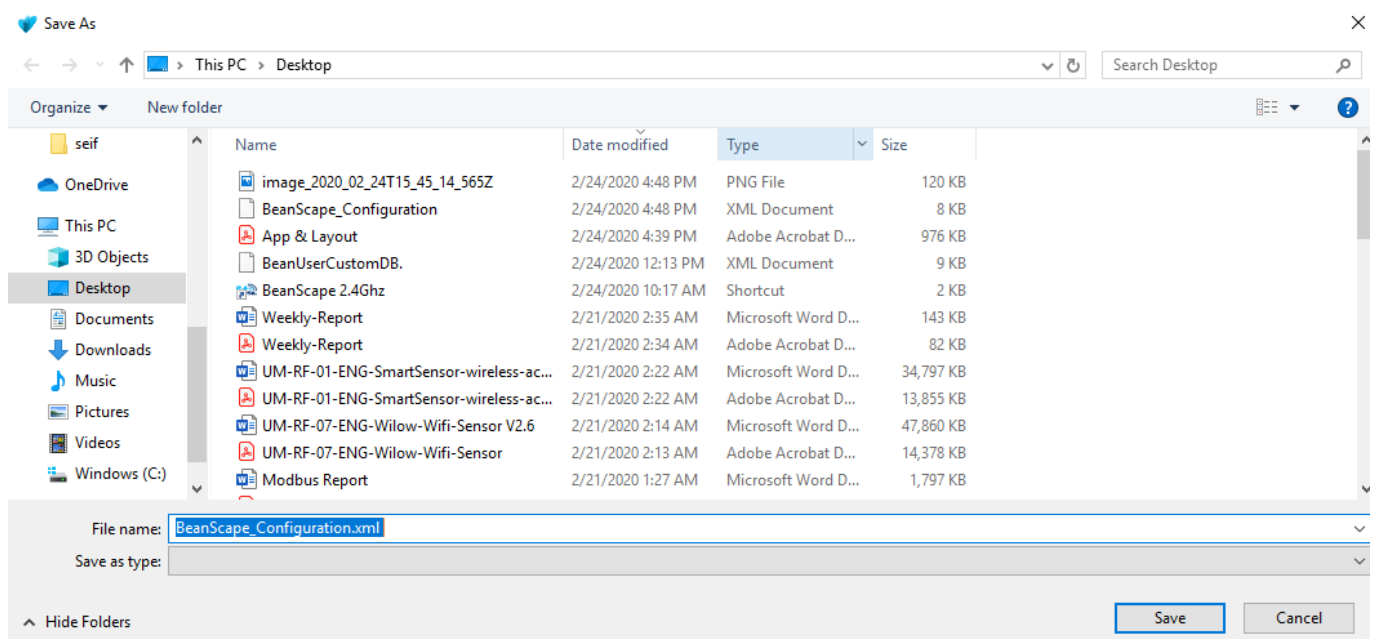 Save As
This PC > Desktop
Search Desktop
Organize New folder
seif
OneDrive
This PC
3D Objects
Desktop
Documents
Downloads
Music
Pictures
Videos
Windows (C:)
Name Date modified Type Size
image_2020_02_24T15_45_14_565Z 2/24/2020 4:48 PM PNG File 120 KB
BeanScape_Configuration 2/24/2020 4:48 PM XML Document 8 KB
App & Layout 2/24/2020 4:39 PM Adobe Acrobat D... 976 KB
BeanUserCustomDB. 2/24/2020 12:13 PM XML Document 9 KB
BeanScape 2.4Ghz 2/24/2020 10:17 AM Shortcut 2 KB
Weekly-Report 2/21/2020 2:35 AM Microsoft Word D... 143 KB
Weekly-Report 2/21/2020 2:34 AM Adobe Acrobat D... 82 KB
UM-RF-01-ENG-SmartSensor-wireless-ac... 2/21/2020 2:22 AM Microsoft Word D... 34,797 KB
UM-RF-01-ENG-SmartSensor-wireless-ac... 2/21/2020 2:22 AM Adobe Acrobat D... 13,855 KB
UM-RF-07-ENG-Wilow-Wifi-Sensor V2.6 2/21/2020 2:14 AM Microsoft Word D... 47,860 KB
UM-RF-07-ENG-Wilow-Wifi-Sensor 2/21/2020 2:13 AM Adobe Acrobat D... 14,378 KB
Modbus Report 2/21/2020 1:27 AM Microsoft Word D... 1,797 KB
File name: BeanScape_Configuration.xml
Save as type:
Hide Folders
Save Cancel